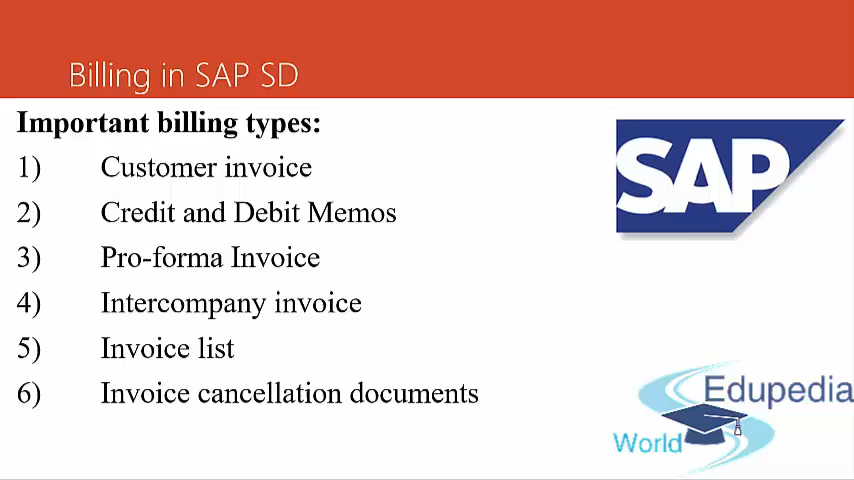 Billing in SAP SD
Important billing types:
1) Customer invoice
2) Credit and Debit Memos
3) Pro-forma Invoice
4) Intercompany invoice
5) Invoice list
6) Invoice cancellation documents
SAP
Edupedia
World